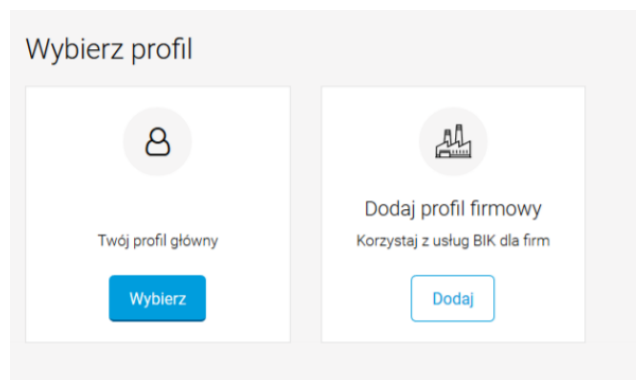 Wybierz profil
Twój profil główny
Wybierz
Dodaj profil firmowy
Korzystaj z usług BIK dla firm
Dodaj